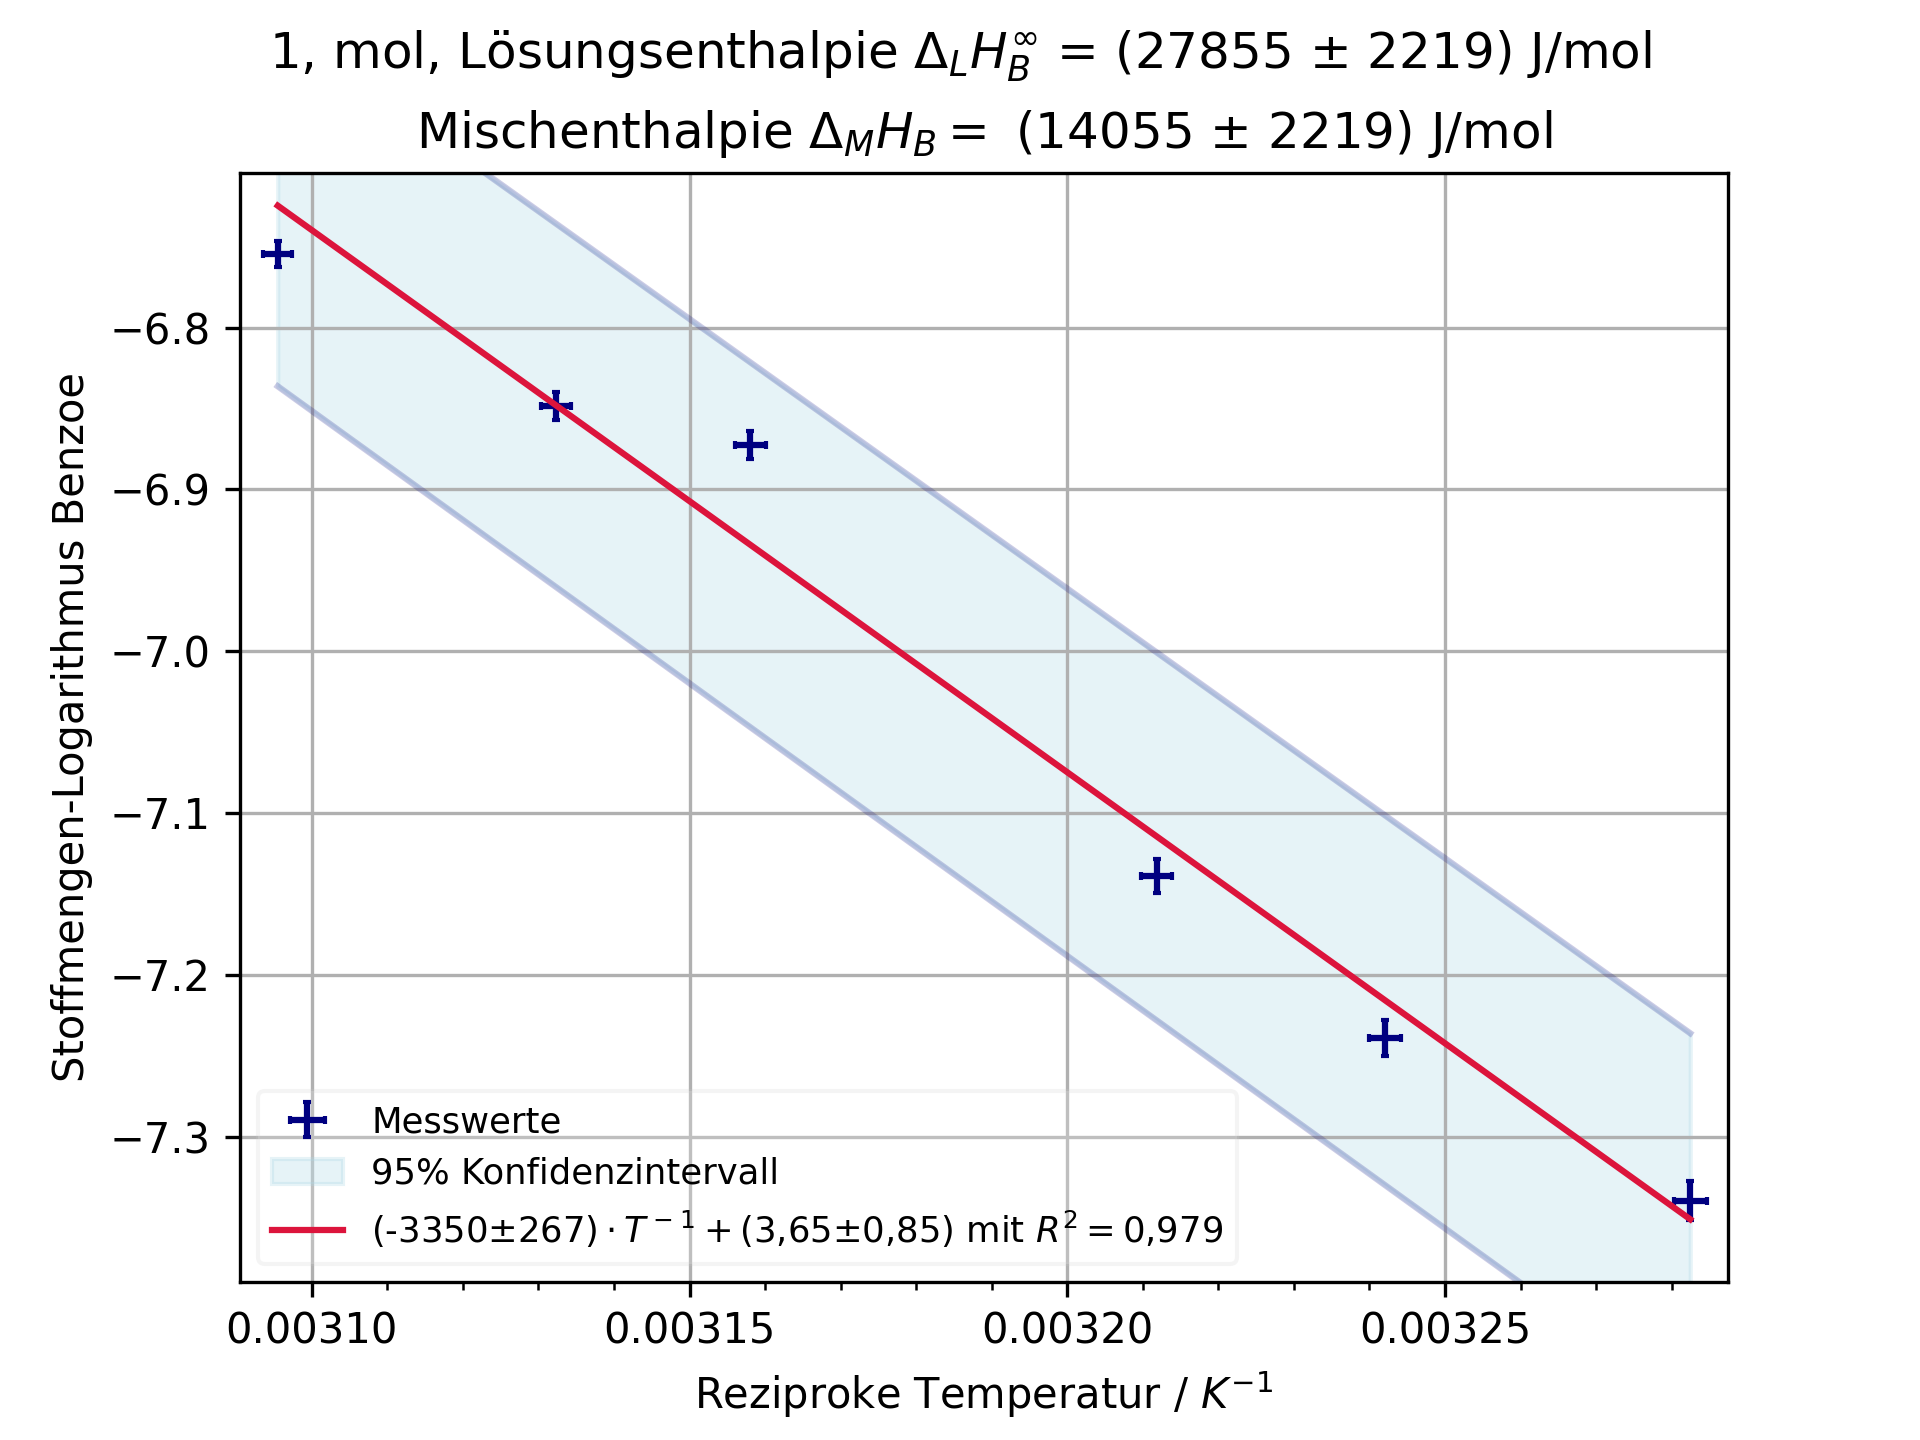 1, mol, Lösungsenthalpie Δ_L H_B^∞ = (27855 ± 2219) J/mol
Mischenthalpie Δ_M H_B = (14055 ± 2219) J/mol
Stoffmengen-Logarithmus Benzoe
−6.8
−6.9
−7.0
−7.1
−7.2
−7.3
Messwerte
95% Konfidenzintervall
(-3350±267) · T⁻¹ + (3,65±0,85) mit R² = 0,979
0.00310 0.00315 0.00320 0.00325
Reziproke Temperatur / K⁻¹